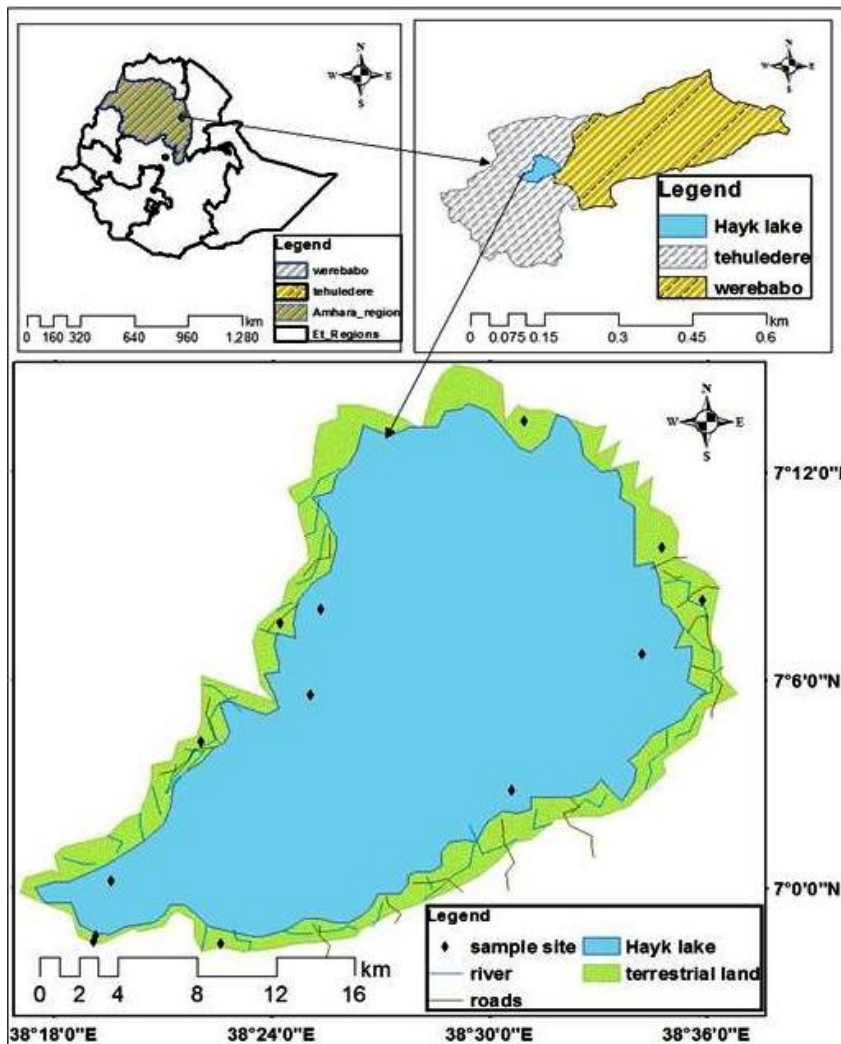 N
W E
S
Legend
werebabo
tehuledere
Amhara_region
Et_Regions
km
0 160 320 640 960 1,280
N
W E
S
Legend
Hayk lake
tehuledere
werebabo
km
0 0.075 0.15 0.3 0.45 0.6
N
W E
S
7°12'0"N
7°6'0"N
7°0'0"N
Legend
sample site Hayk lake
river terrestrial land
roads
km
0 2 4 8 12 16
38°18'0"E 38°24'0"E 38°30'0"E 38°36'0"E